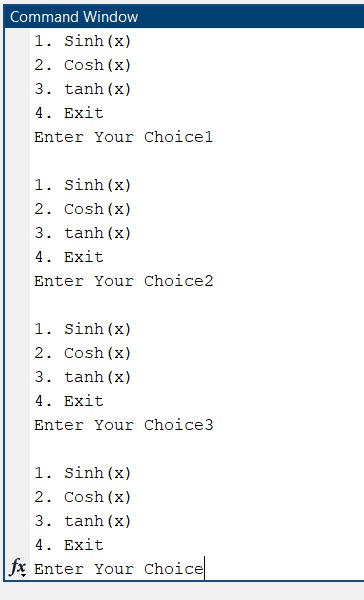 Command Window
1. Sinh(x)
2. Cosh(x)
3. tanh(x)
4. Exit
Enter Your Choice1
1. Sinh(x)
2. Cosh(x)
3. tanh(x)
4. Exit
Enter Your Choice2
1. Sinh(x)
2. Cosh(x)
3. tanh(x)
4. Exit
Enter Your Choice3
1. Sinh(x)
2. Cosh(x)
3. tanh(x)
4. Exit
fx Enter Your Choice